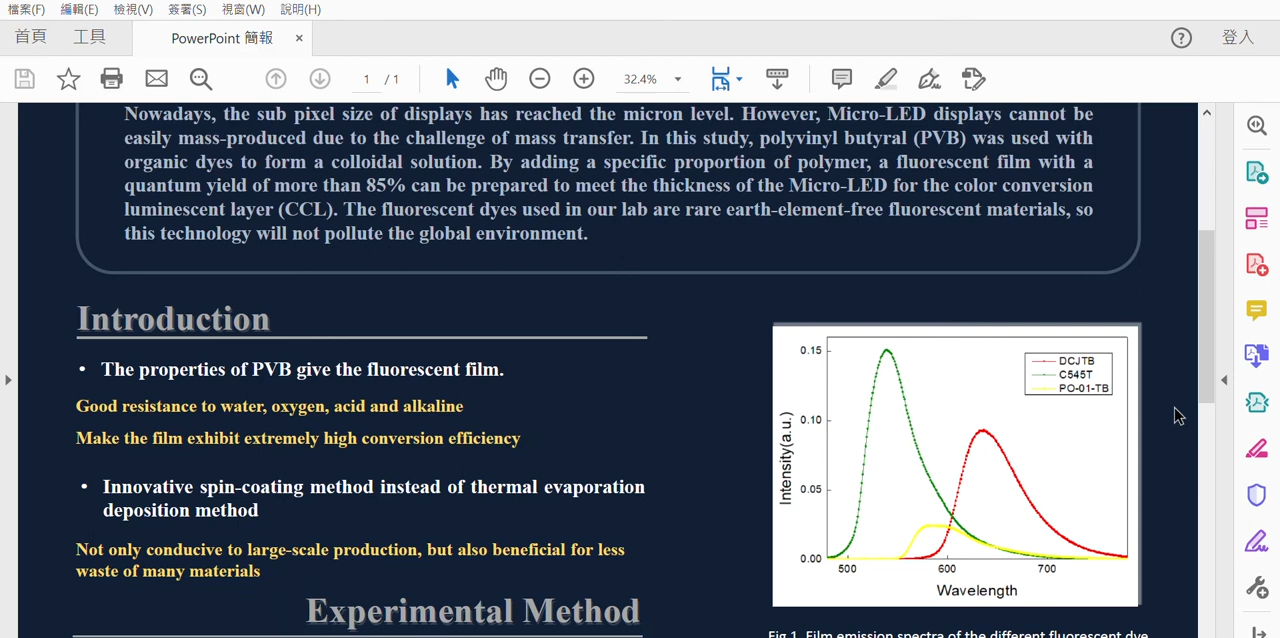 檔案(F) 編輯(E) 檢視(V) 簽署(S) 視窗(W) 說明(H)
首頁 工具 PowerPoint 簡報 × ? 登入
1 / 1 32.4%
Nowadays, the sub pixel size of displays has reached the micron level. However, Micro-LED displays cannot be
easily mass-produced due to the challenge of mass transfer. In this study, polyvinyl butyral (PVB) was used with
organic dyes to form a colloidal solution. By adding a specific proportion of polymer, a fluorescent film with a
quantum yield of more than 85% can be prepared to meet the thickness of the Micro-LED for the color conversion
luminescent layer (CCL). The fluorescent dyes used in our lab are rare earth-element-free fluorescent materials, so
this technology will not pollute the global environment.
Introduction
• The properties of PVB give the fluorescent film.
Good resistance to water, oxygen, acid and alkaline
Make the film exhibit extremely high conversion efficiency
• Innovative spin-coating method instead of thermal evaporation
deposition method
Not only conducive to large-scale production, but also beneficial for less
waste of many materials
Experimental Method
0.15
0.10
0.05
0.00
Intensity(a.u.)
DCJTB
C545T
PO-01-TB
500 600 700
Wavelength
Fig 1. Film emission spectra of the different fluorescent dye